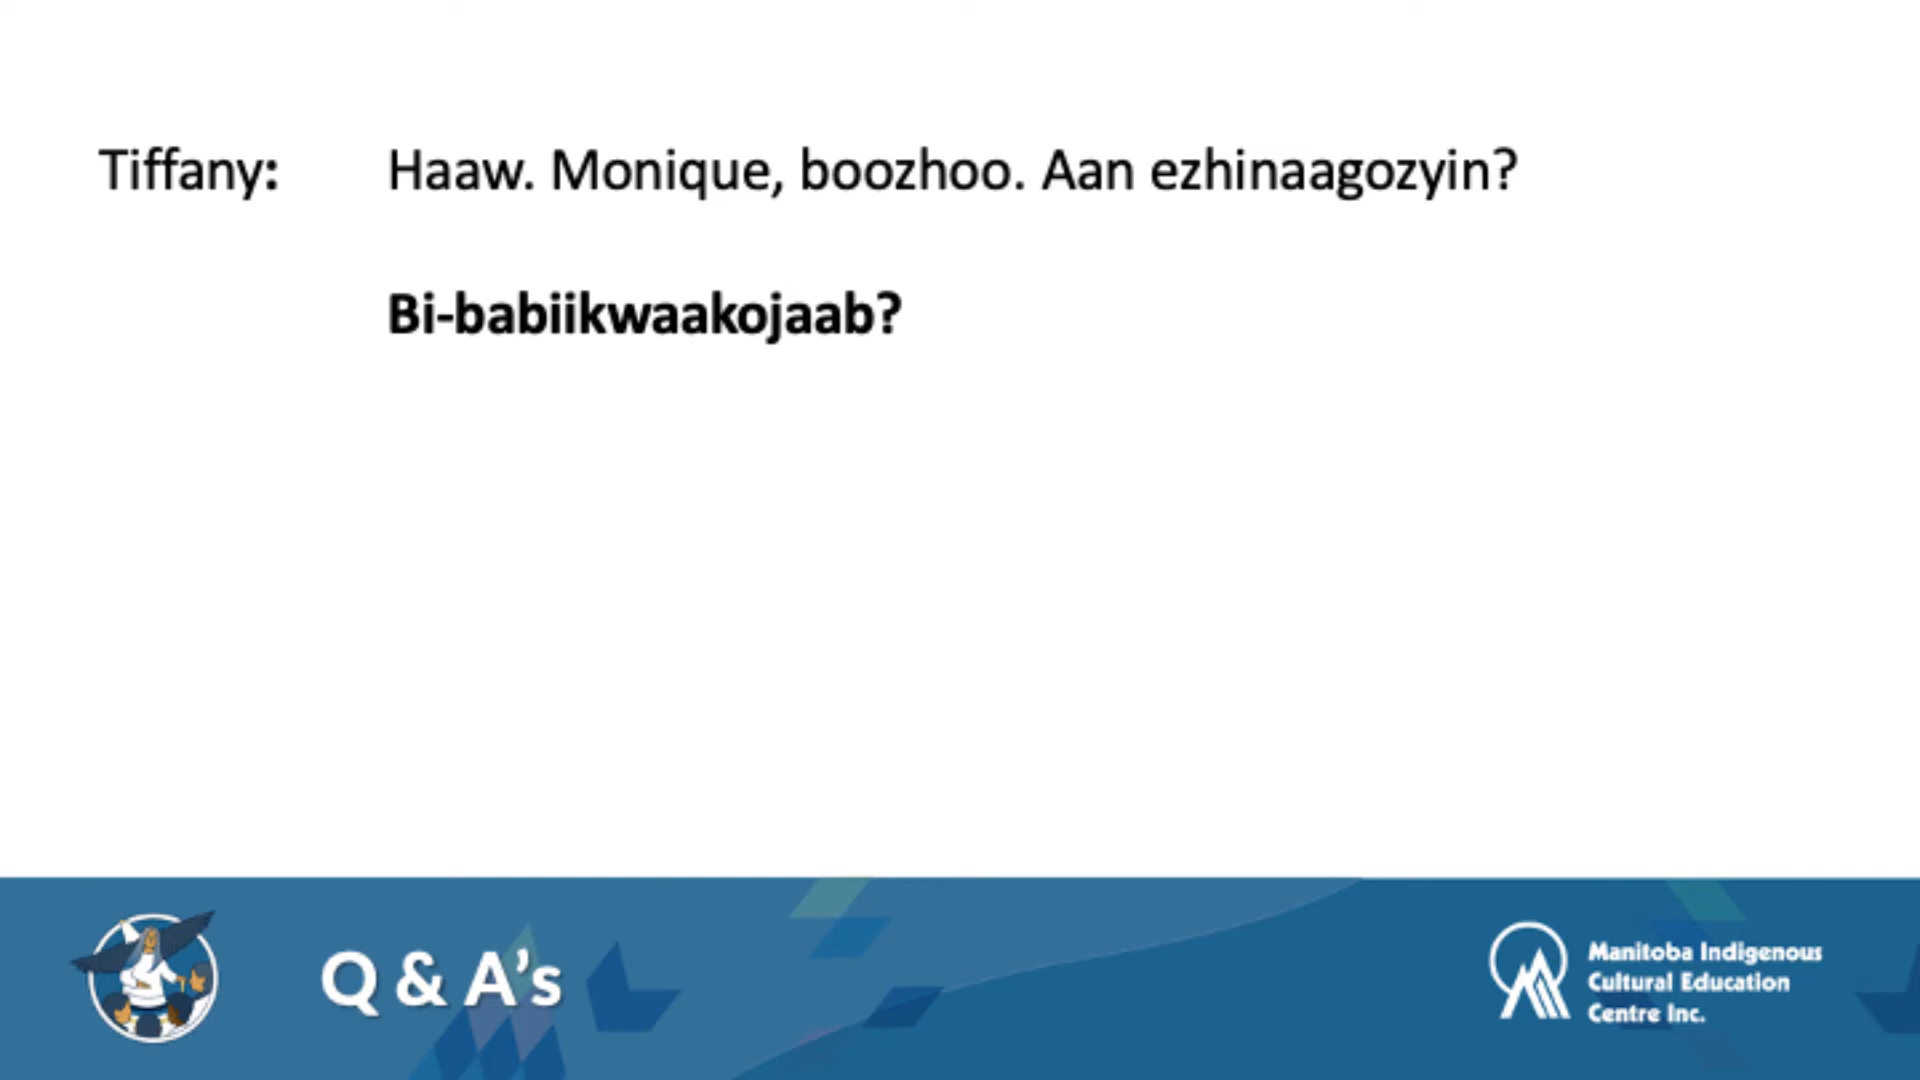 Tiffany: Haaw. Monique, boozhoo. Aan ezhinaagozyin?
Bi-babiikwaakojaab?
Q & A’s
Manitoba Indigenous
Cultural Education
Centre Inc.